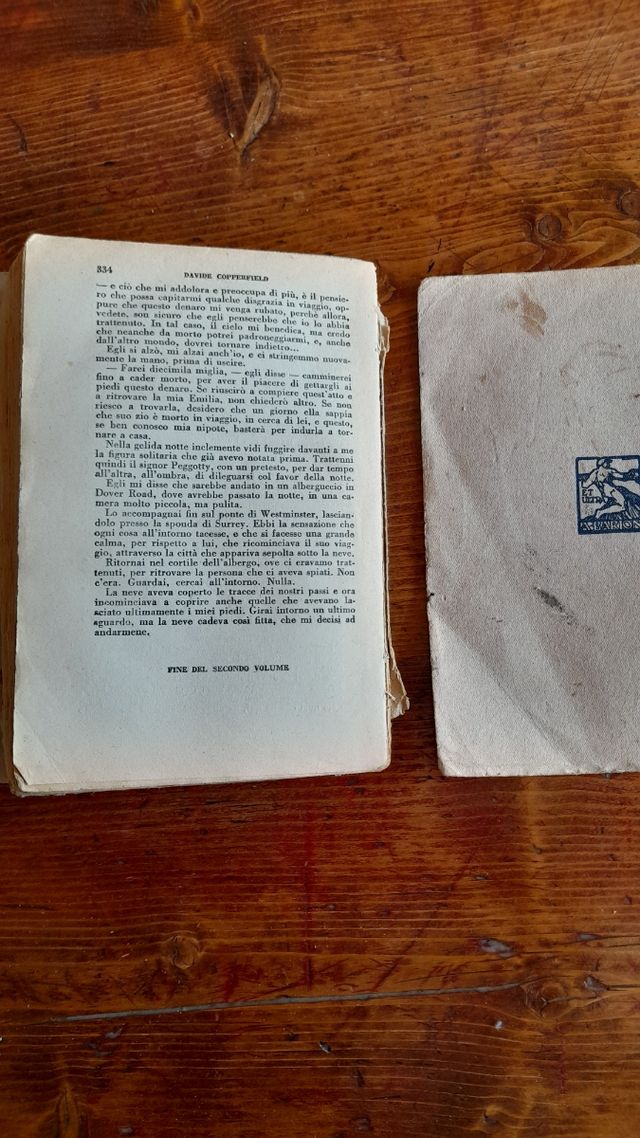 334
DAVIDE COPPERFIELD
— e ciò che mi addolora e preoccupa di più, è il pensie-
ro che possa capitarmi qualche disgrazia in viaggio, op-
pure che questo denaro mi venga rubato, perchè allora,
vedete, son sicuro che egli penserebbe che io lo abbia
trattenuto. In tal caso, il cielo mi benedica, ma credo
che neanche da morto potrei padroneggiarmi, e, anche
dall'altro mondo, dovrei tornare indietro...
Egli si alzò, mi alzai anch'io, e ci stringemmo nuova-
mente la mano, prima di uscire.
— Farei diecimila miglia, — egli disse — camminerei
fino a cader morto, per aver il piacere di gettargli ai
piedi questo denaro. Se riuscirò a compiere quest'atto e
a ritrovare la mia Emilia, non chiederò altro. Se non
riesco a trovarla, desidero che un giorno ella sappia
che suo zio è morto in viaggio, in cerca di lei, e questo,
se ben conosco mia nipote, basterà per indurla a tor-
nare a casa.
Nella gelida notte inclemente vidi fuggire davanti a me
la figura solitaria che già avevo notata prima. Trattenni
quindi il signor Peggotty, con un pretesto, per dar tempo
all'altra, all'ombra, di dileguarsi col favor della notte.
Egli mi disse che sarebbe andato in un alberguccio in
Dover Road, dove avrebbe passato la notte, in una ca-
mera molto piccola, ma pulita.
Lo accompagnai fin sul ponte di Westminster, lascian-
dolo presso la sponda di Surrey. Ebbi la sensazione che
ogni cosa all'intorno tacesse, e che si facesse una grande
calma, per rispetto a lui, che ricominciava il suo viag-
gio, attraverso la città che appariva sepolta sotto la neve.
Ritornai nel cortile dell'albergo, ove ci eravamo trat-
tenuti, per ritrovare la persona che ci aveva spiati. Non
c'era. Guardai, cercai all'intorno. Nulla.
La neve aveva coperto le tracce dei nostri passi e ora
incominciava a coprire anche quelle che avevano la-
sciato ultimamente i miei piedi. Girai intorno un ultimo
sguardo, ma la neve cadeva così fitta, che mi decisi ad
andarmene.
FINE DEL SECONDO VOLUME
ET